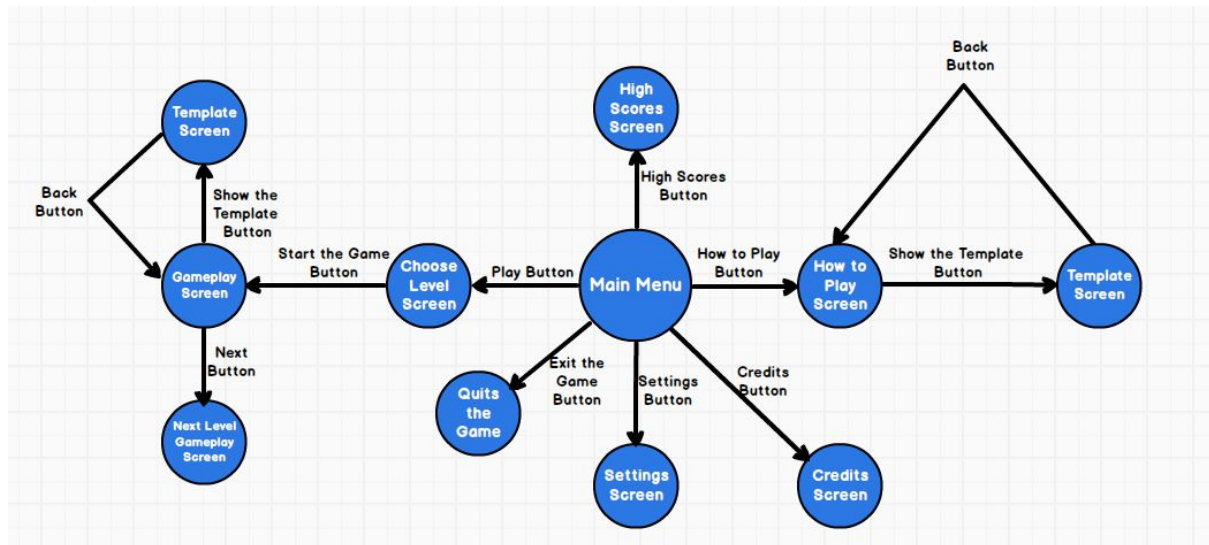 Back
Button
High
Scores
Screen
Template
Screen
High Scores
Button
Back
Button
Show the
Template
Button
Start the Game
Button
Choose
Level
Screen
Play Button
Main Menu
How to Play
Button
How to
Play
Screen
Show the Template
Button
Template
Screen
Gameplay
Screen
Next
Button
Exit the
Game
Button
Settings
Button
Credits
Button
Quits
the
Game
Next Level
Gameplay
Screen
Settings
Screen
Credits
Screen